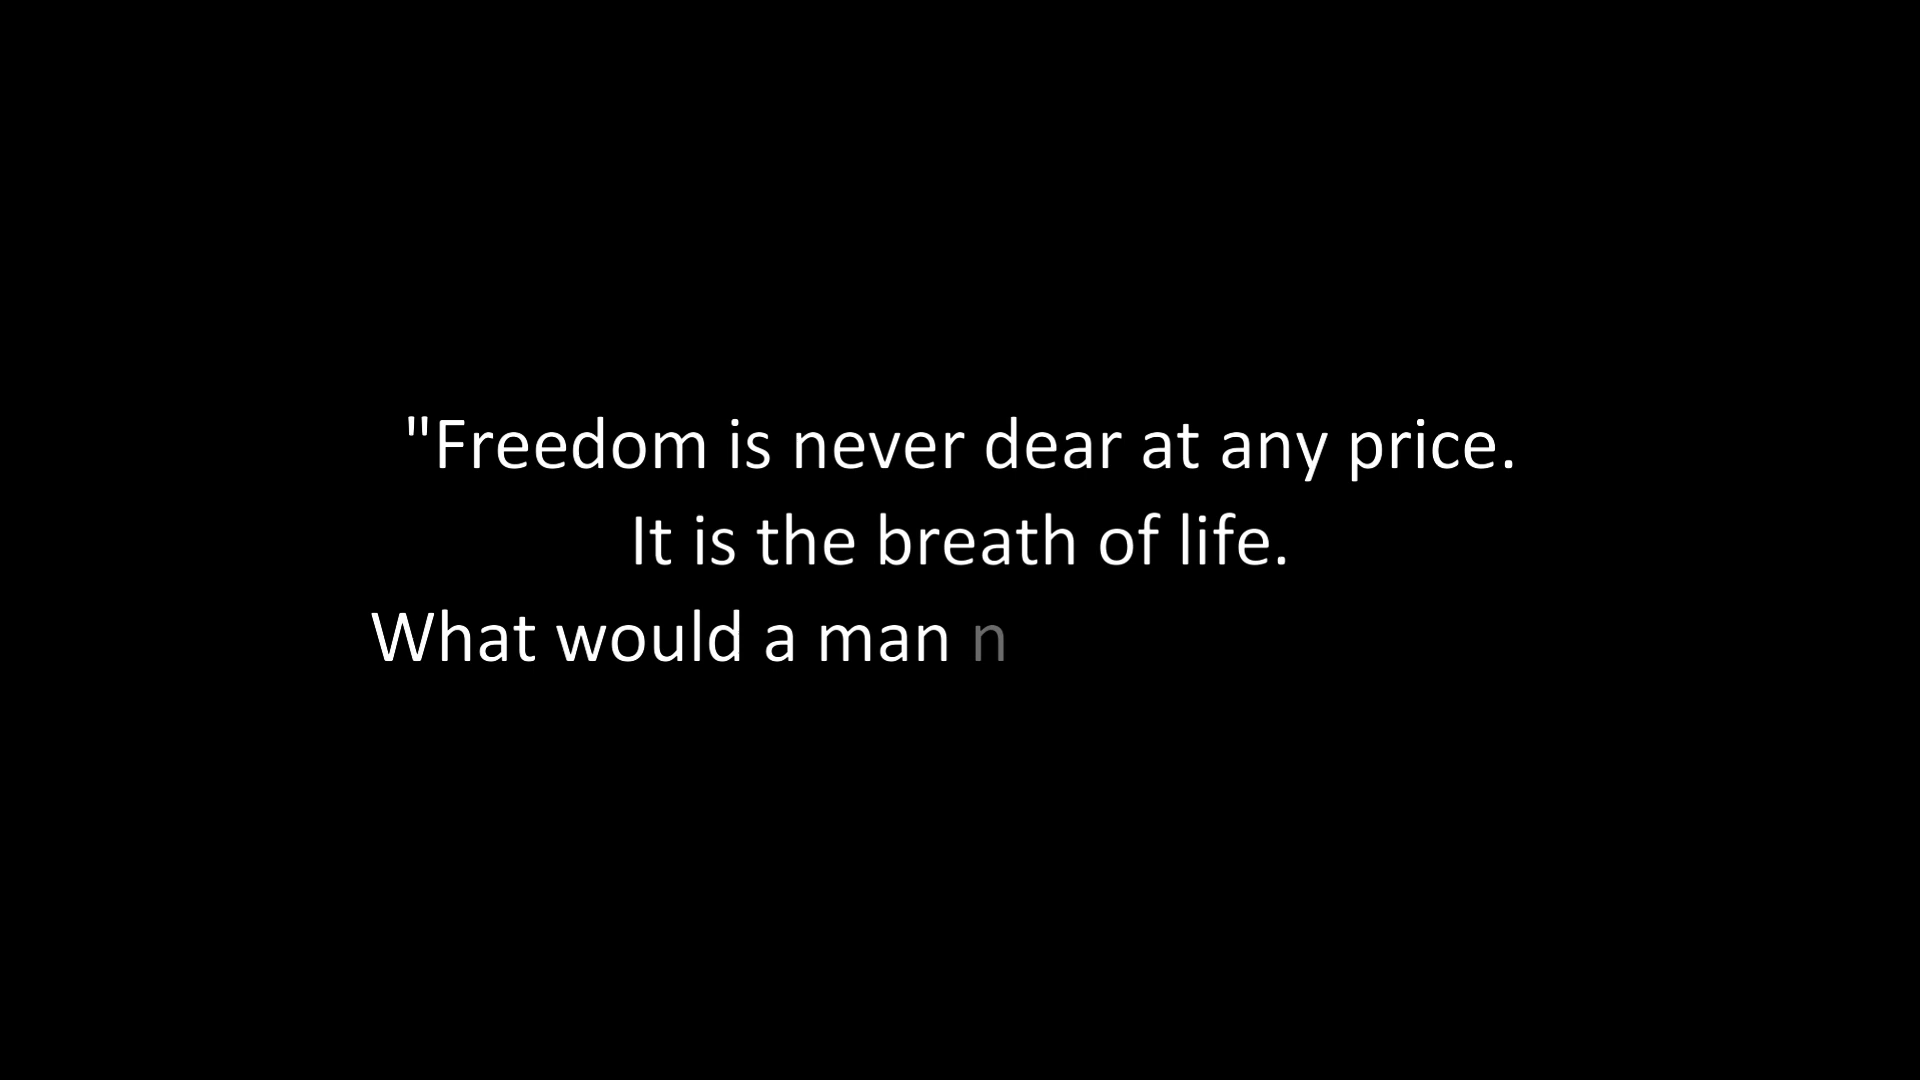 "Freedom is never dear at any price.
It is the breath of life.
What would a man n